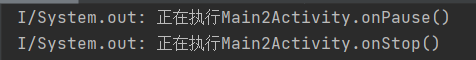 I/System.out: 正在执行Main2Activity.onPause()
I/System.out: 正在执行Main2Activity.onStop()